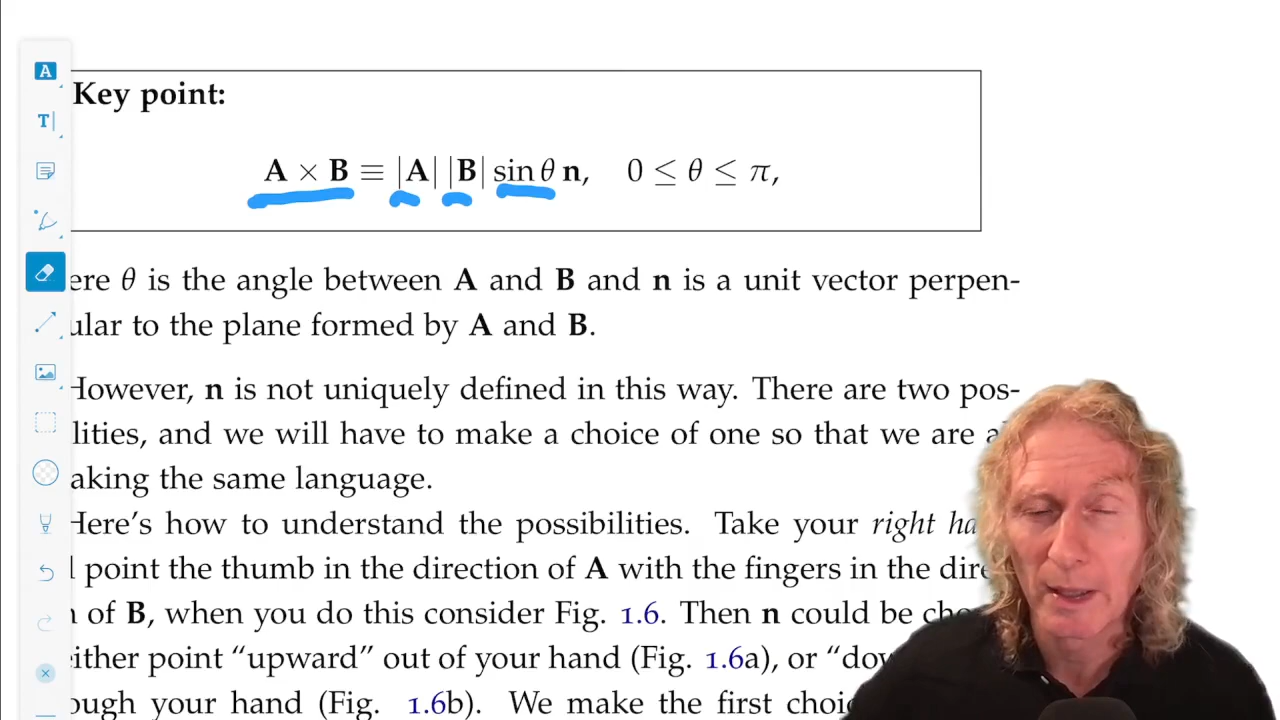 A
T
Key point:
A × B ≡ |A| |B| sin θ n, 0 ≤ θ ≤ π,
ere θ is the angle between A and B and n is a unit vector perpen-
ular to the plane formed by A and B.
However, n is not uniquely defined in this way. There are two pos-
lities, and we will have to make a choice of one so that we are a
aking the same language.
Here's how to understand the possibilities. Take your right ha
point the thumb in the direction of A with the fingers in the dire
n of B, when you do this consider Fig. 1.6. Then n could be cho
either point “upward” out of your hand (Fig. 1.6a), or “dow
ough your hand (Fig. 1.6b). We make the first choic